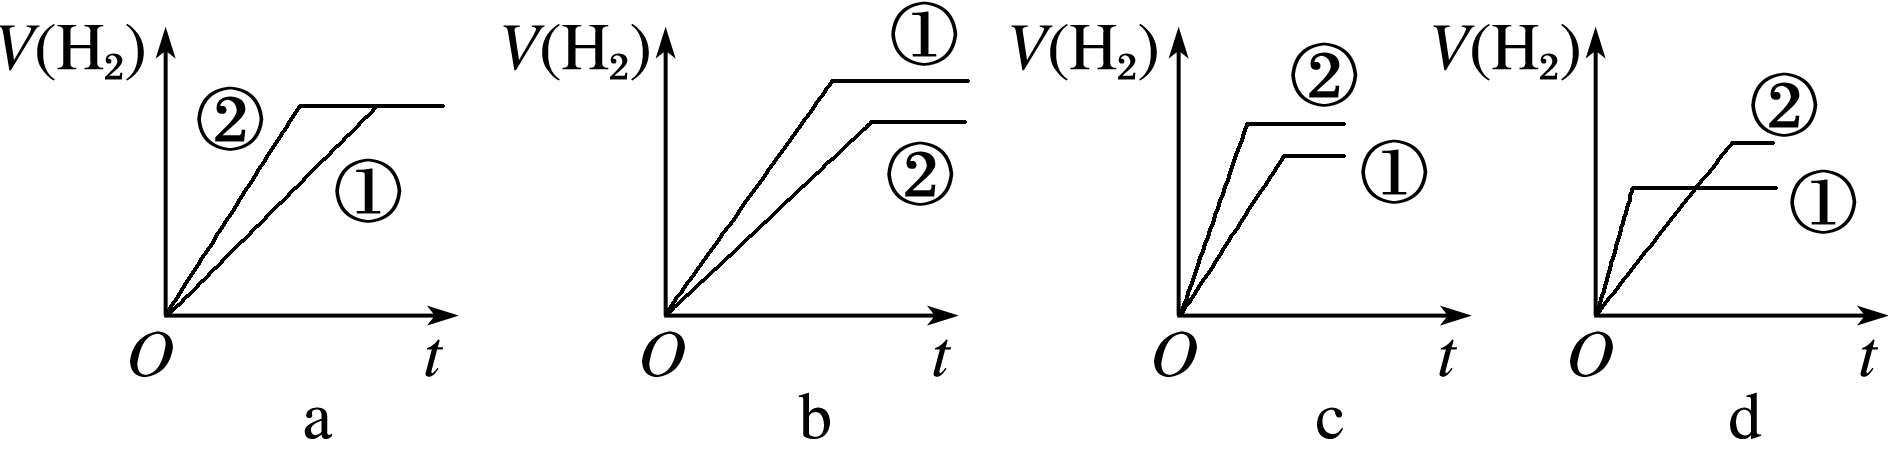 V(H₂) ② ① O t a
V(H₂) ① ② O t b
V(H₂) ② ① O t c
V(H₂) ② ① O t d